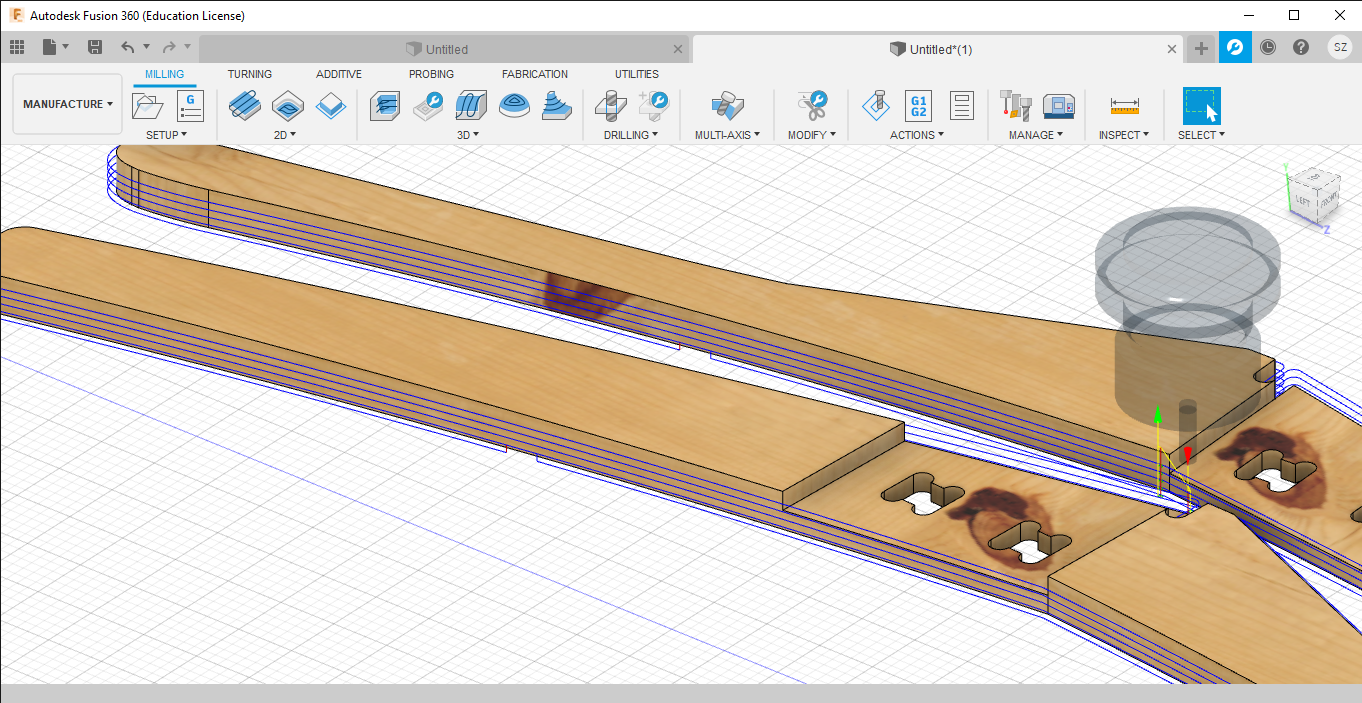 Autodesk Fusion 360 (Education License)
Untitled
Untitled*(1)
SZ
MILLING
TURNING
ADDITIVE
PROBING
FABRICATION
UTILITIES
MANUFACTURE
G
G1
G2
SETUP
2D
3D
DRILLING
MULTI-AXIS
MODIFY
ACTIONS
MANAGE
INSPECT
SELECT
Y
LEFT
FRONT
Z